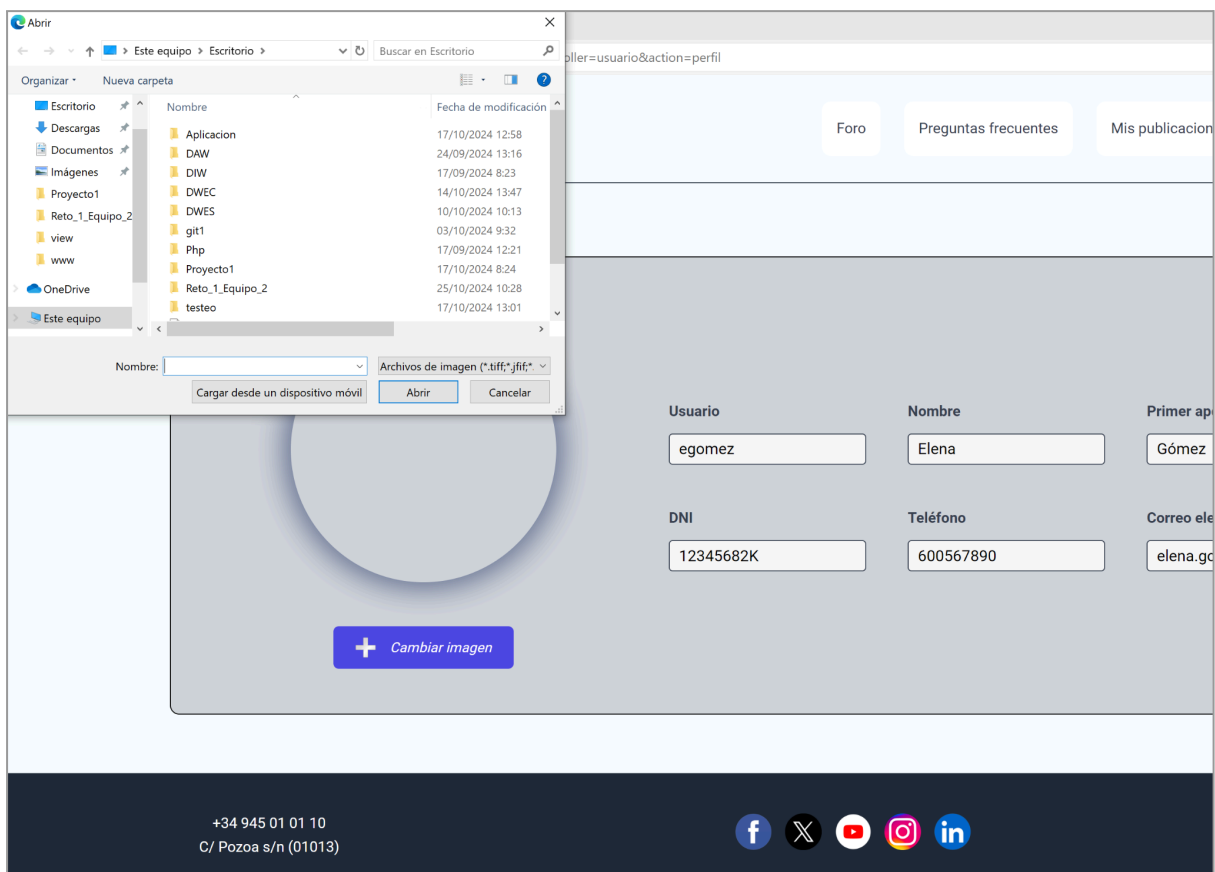 Abrir
Este equipo > Escritorio >
Buscar en Escritorio
oller=usuario&action=perfil
Organizar
Nueva carpeta
Escritorio
Descargas
Documentos
Imágenes
Proyecto1
Reto_1_Equipo_2
view
www
OneDrive
Este equipo
Nombre Fecha de modificación
Aplicacion 17/10/2024 12:58
DAW 24/09/2024 13:16
DIW 17/09/2024 8:23
DWEC 14/10/2024 13:47
DWES 10/10/2024 10:13
git1 03/10/2024 9:32
Php 17/09/2024 12:21
Proyecto1 17/10/2024 8:24
Reto_1_Equipo_2 25/10/2024 10:28
testeo 17/10/2024 13:01
Nombre:
Archivos de imagen (*.tiff;*.jfif;*.
Cargar desde un dispositivo móvil
Abrir
Cancelar
Foro
Preguntas frecuentes
Mis publicacion
Usuario Nombre Primer ap
egomez Elena Gómez
DNI Teléfono Correo ele
12345682K 600567890 elena.go
Cambiar imagen
+34 945 01 01 10
C/ Pozoa s/n (01013)